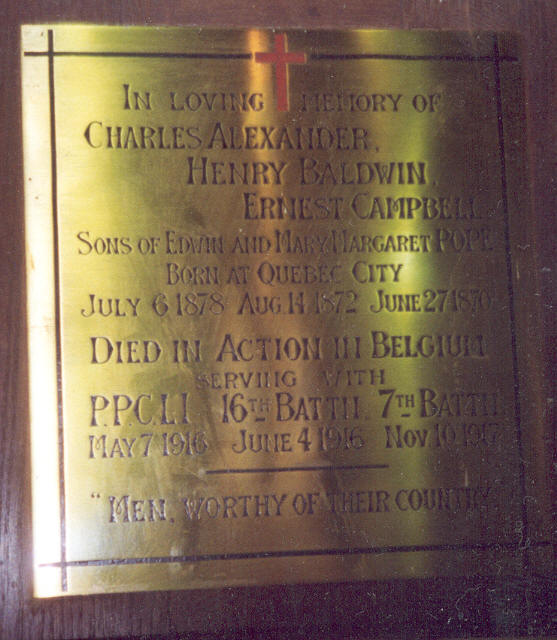 IN LOVING MEMORY OF
CHARLES ALEXANDER,
HENRY BALDWIN,
ERNEST CAMPBELL
SONS OF EDWIN AND MARY MARGARET POPE
BORN AT QUEBEC CITY
JULY 6 1878 AUG. 14 1872 JUNE 27 1870
DIED IN ACTION IN BELGIUM
SERVING WITH
P.P.C.L.I 16TH BATTN. 7TH BATTN
MAY 7 1916 JUNE 4 1916 NOV. 10 1917
"MEN, WORTHY OF THEIR COUNTRY"